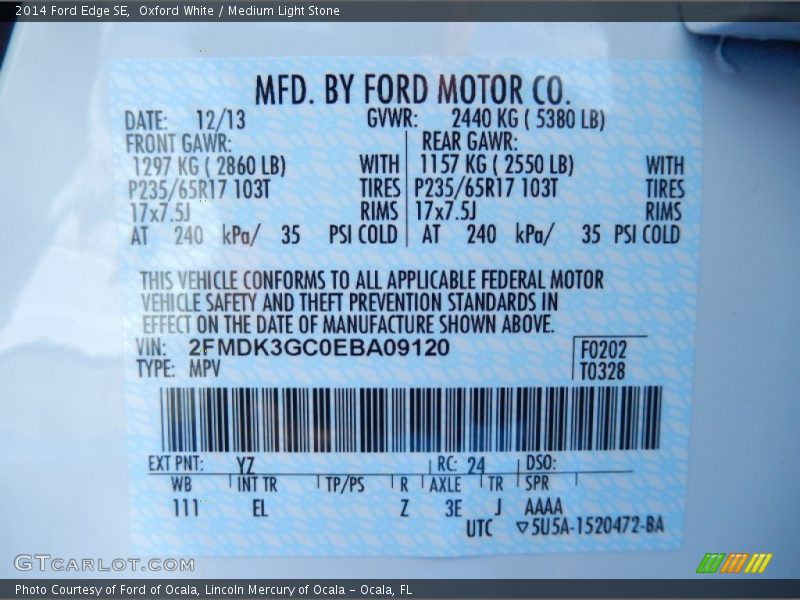 2014 Ford Edge SE,  Oxford White / Medium Light Stone
MFD. BY FORD MOTOR CO.
DATE: 12/13 GVWR: 2440 KG ( 5380 LB)
FRONT GAWR: REAR GAWR:
1297 KG ( 2860 LB) WITH 1157 KG ( 2550 LB) WITH
P235/65R17 103T TIRES P235/65R17 103T TIRES
17x7.5J RIMS 17x7.5J RIMS
AT 240 kPa/ 35 PSI COLD AT 240 kPa/ 35 PSI COLD
THIS VEHICLE CONFORMS TO ALL APPLICABLE FEDERAL MOTOR
VEHICLE SAFETY AND THEFT PREVENTION STANDARDS IN
EFFECT ON THE DATE OF MANUFACTURE SHOWN ABOVE.
VIN: 2FMDK3GC0EBA09120 F0202
TYPE: MPV T0328
EXT PNT: YZ RC: 24 DSO:
WB INT TR TP/PS R AXLE TR SPR
111 EL Z 3E J AAAA
UTC ▽5U5A-1520472-BA
GTCARLOT.COM
Photo Courtesy of Ford of Ocala, Lincoln Mercury of Ocala - Ocala, FL